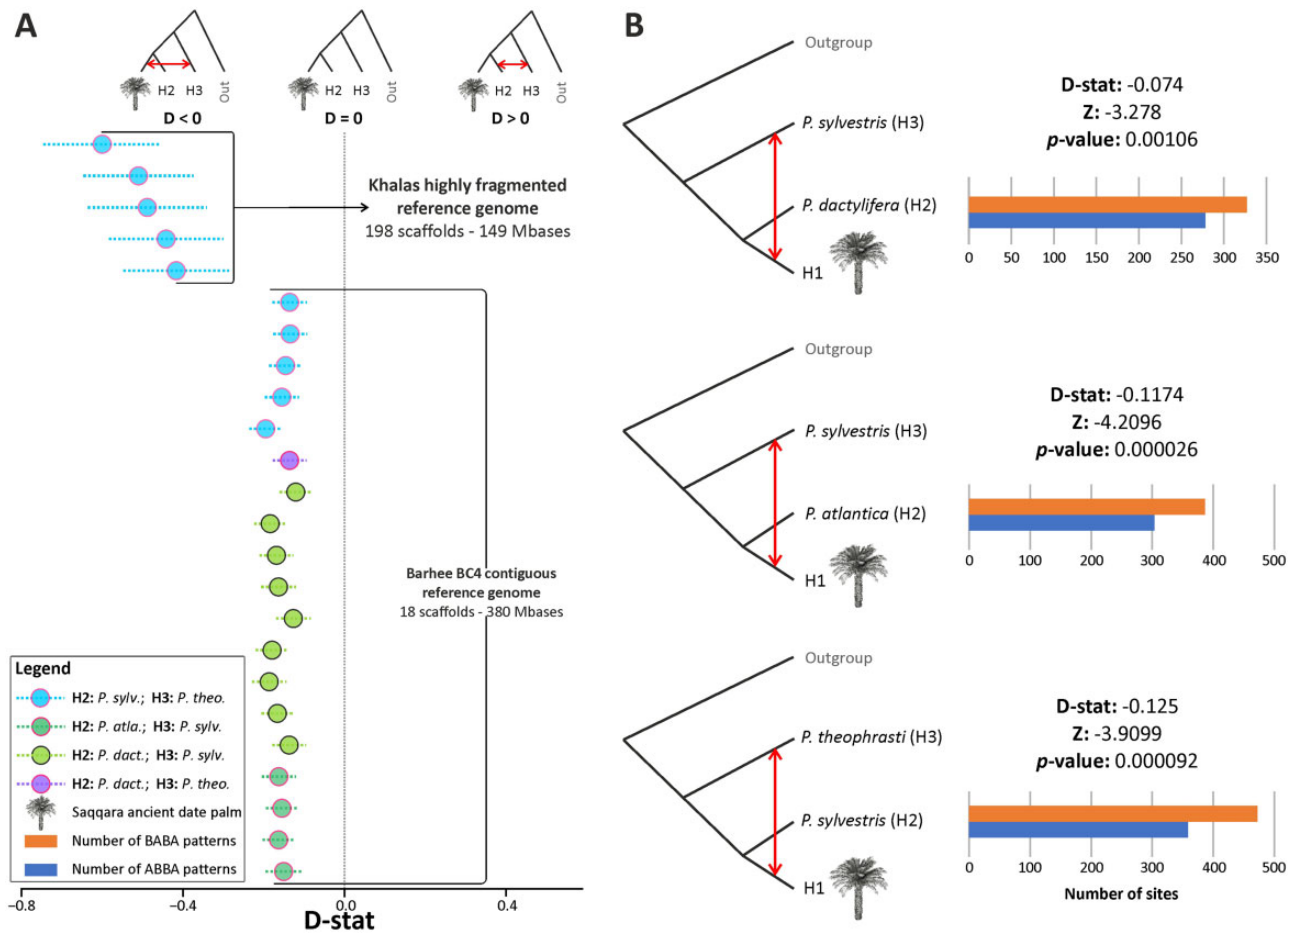 A
H2 H3 Out
H2 H3 Out
H2 H3 Out
D < 0
D = 0
D > 0
Khalas highly fragmented
reference genome
198 scaffolds - 149 Mbases
Barhee BC4 contiguous
reference genome
18 scaffolds - 380 Mbases
Legend
H2: P. sylv.; H3: P. theo.
H2: P. atla.; H3: P. sylv.
H2: P. dact.; H3: P. sylv.
H2: P. dact.; H3: P. theo.
Saqqara ancient date palm
Number of BABA patterns
Number of ABBA patterns
−0.8 −0.4 0.0 0.4
D-stat
B
Outgroup
P. sylvestris (H3)
P. dactylifera (H2)
H1
D-stat: -0.074
Z: -3.278
p-value: 0.00106
0 50 100 150 200 250 300 350
Outgroup
P. sylvestris (H3)
P. atlantica (H2)
H1
D-stat: -0.1174
Z: -4.2096
p-value: 0.000026
0 100 200 300 400 500
Outgroup
P. theophrasti (H3)
P. sylvestris (H2)
H1
D-stat: -0.125
Z: -3.9099
p-value: 0.000092
0 100 200 300 400 500
Number of sites